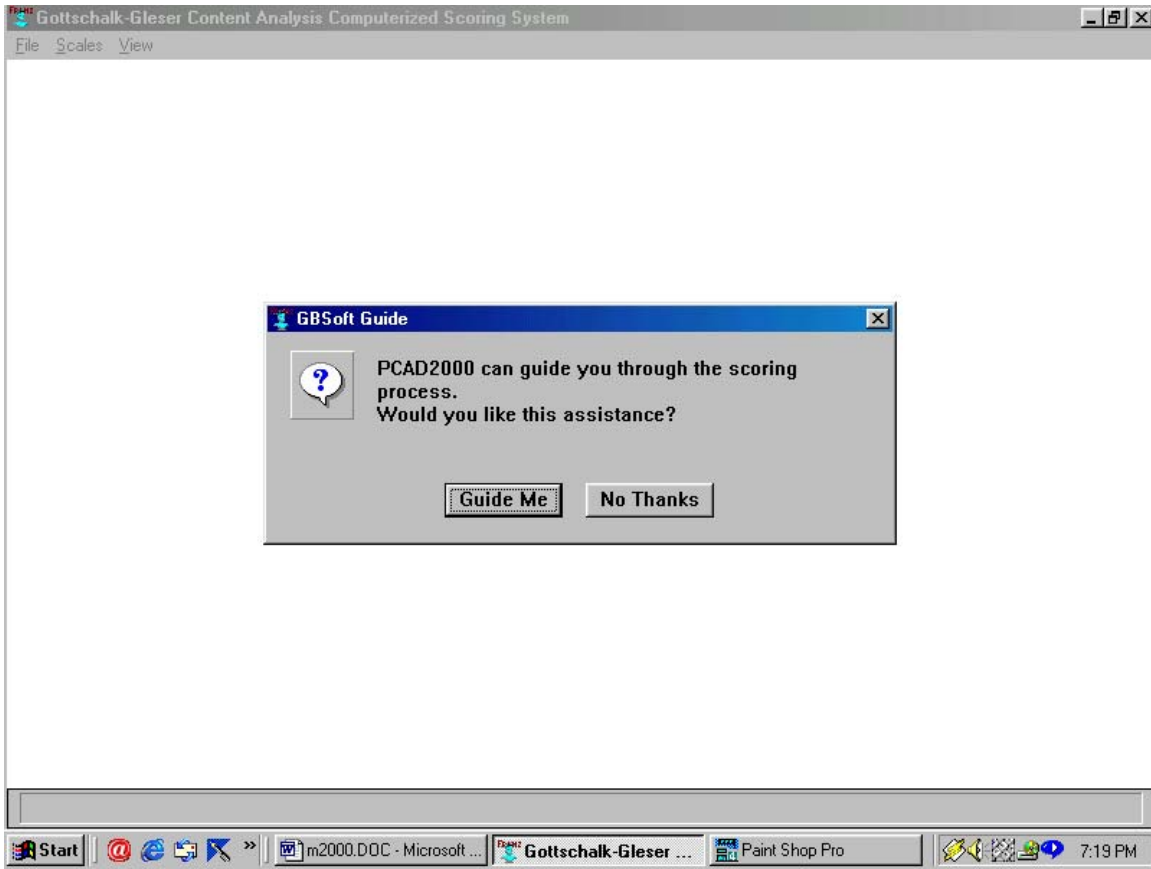 Gottschalk-Gleser Content Analysis Computerized Scoring System
File Scales View
GBSoft Guide
PCAD2000 can guide you through the scoring
process.
Would you like this assistance?
Guide Me No Thanks
Start » m2000.DOC - Microsoft ... Gottschalk-Gleser ... Paint Shop Pro 7:19 PM